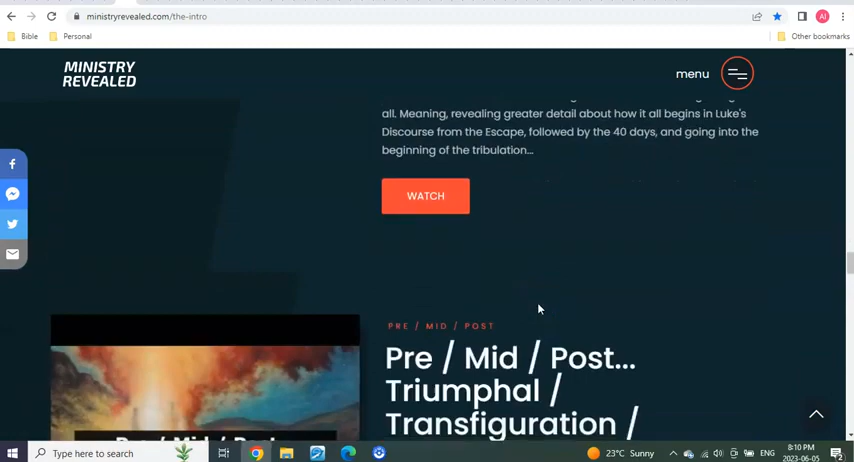 ministryrevealed.com/the-intro
AI
Bible
Personal
Other bookmarks
MINISTRY
REVEALED
menu
all. Meaning, revealing greater detail about how it all begins in Luke's
Discourse from the Escape, followed by the 40 days, and going into the
beginning of the tribulation...
WATCH
PRE / MID / POST
Pre / Mid / Post...
Triumphal /
Transfiguration /
Type here to search
23°C Sunny
ENG
8:10 PM
2023-06-05
2